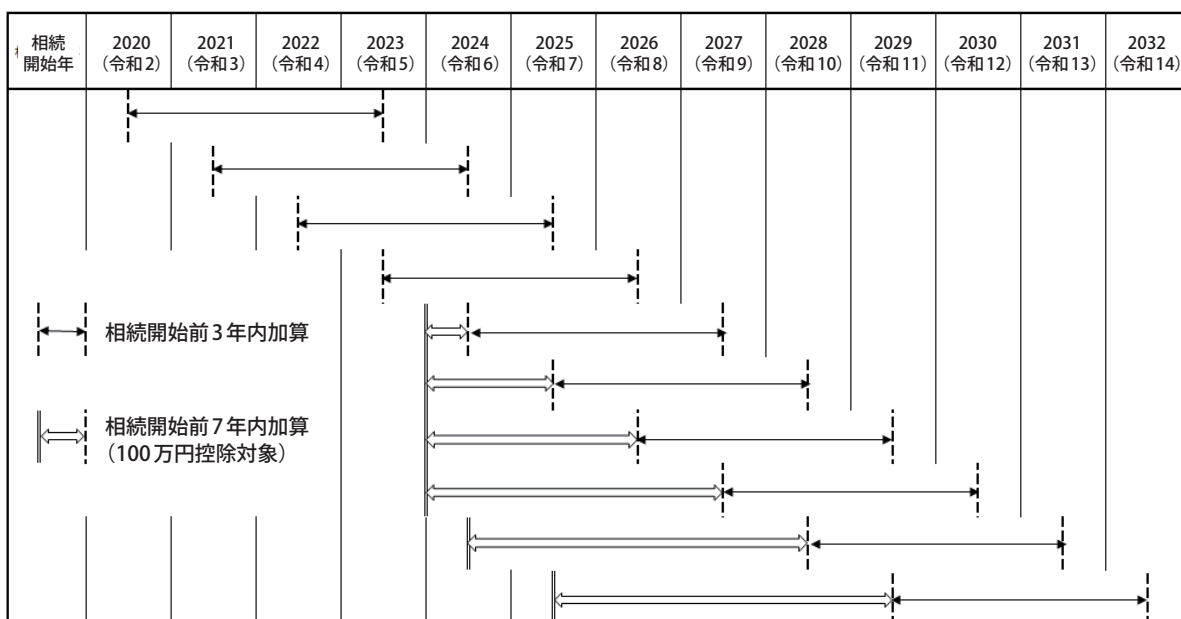 相続
開始年
2020
（令和2）
2021
（令和3）
2022
（令和4）
2023
（令和5）
2024
（令和6）
2025
（令和7）
2026
（令和8）
2027
（令和9）
2028
（令和10）
2029
（令和11）
2030
（令和12）
2031
（令和13）
2032
（令和14）
相続開始前3年内加算
相続開始前7年内加算
（100万円控除対象）